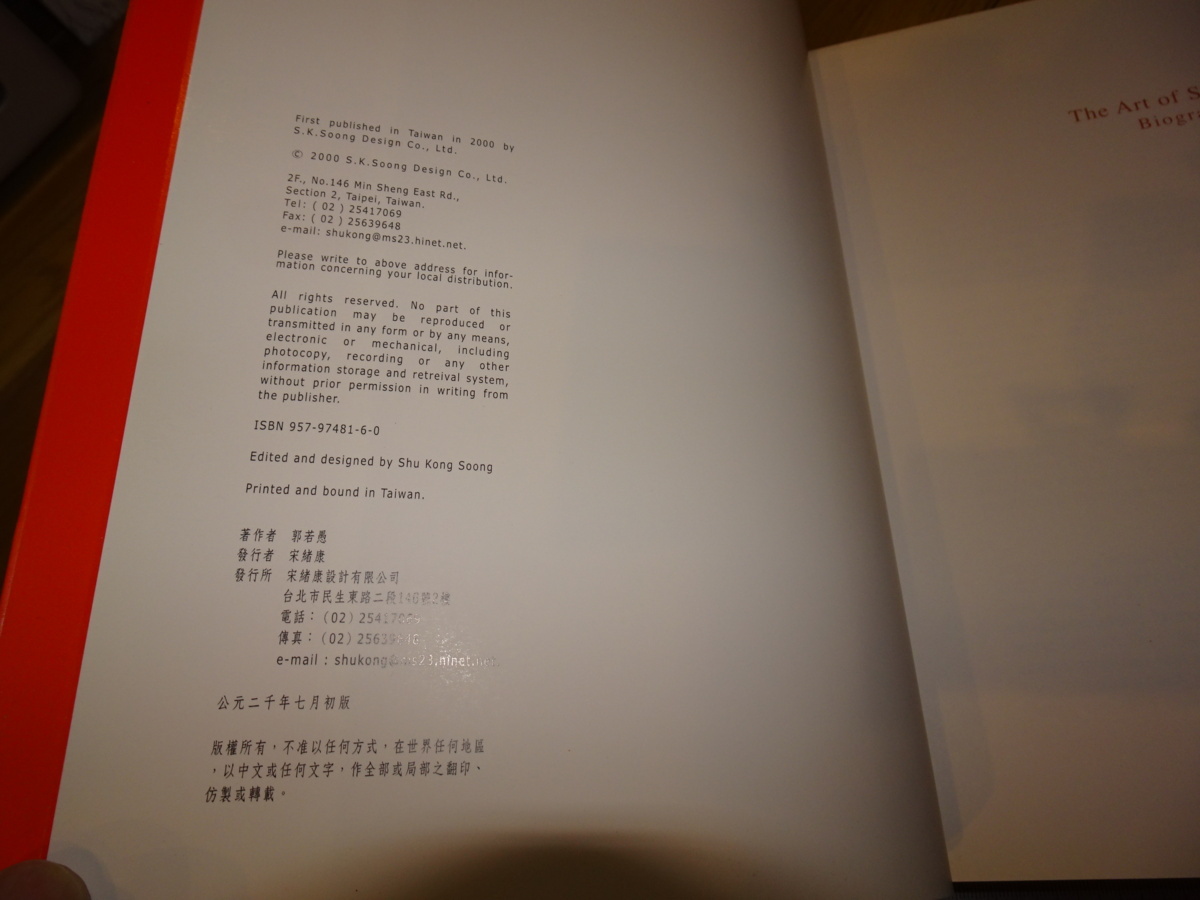 First published in Taiwan in 2000 by
S.K.Soong Design Co., Ltd.
© 2000 S.K.Soong Design Co., Ltd.
2F., No.146 Min Sheng East Rd.,
Section 2, Taipei, Taiwan.
Tel: ( 02 ) 25417069
Fax: ( 02 ) 25639648
e-mail: shukong@ms23.hinet.net.
Please write to above address for infor-
mation concerning your local distribution.
All rights reserved. No part of this
publication may be reproduced or
transmitted in any form or by any means,
electronic or mechanical, including
photocopy, recording or any other
information storage and retreival system,
without prior permission in writing from
the publisher.
ISBN 957-97481-6-0
Edited and designed by Shu Kong Soong
Printed and bound in Taiwan.
著作者 郭若愚
發行者 宋緒康
發行所 宋緒康設計有限公司
台北市民生東路二段146號2樓
電話：(02) 25417069
傳真：(02) 25639648
e-mail : shukong@ms23.hinet.net.
公元二千年七月初版
版權所有，不准以任何方式，在世界任何地區
，以中文或任何文字，作全部或局部之翻印、
仿製或轉載。
The Art of